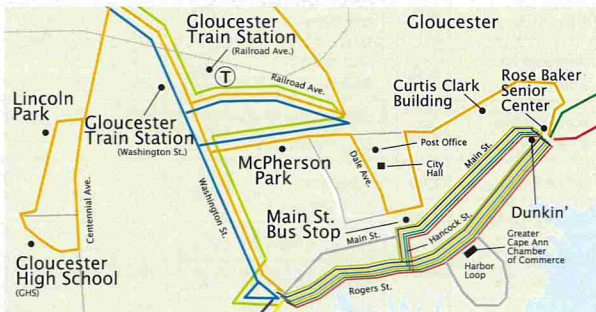 Gloucester
Train Station
(Railroad Ave.)
Gloucester
T
Railroad Ave.
Lincoln
Park
Gloucester
Train Station
(Washington St.)
Curtis Clark
Building
Rose Baker
Senior
Center
Centennial Ave.
Washington St.
McPherson
Park
Dale Ave.
Post Office
City
Hall
Main St.
Main St.
Bus Stop
Main St.
Hancock St.
Dunkin'
Gloucester
High School
(GHS)
Rogers St.
Harbor
Loop
Greater
Cape Ann
Chamber
of Commerce